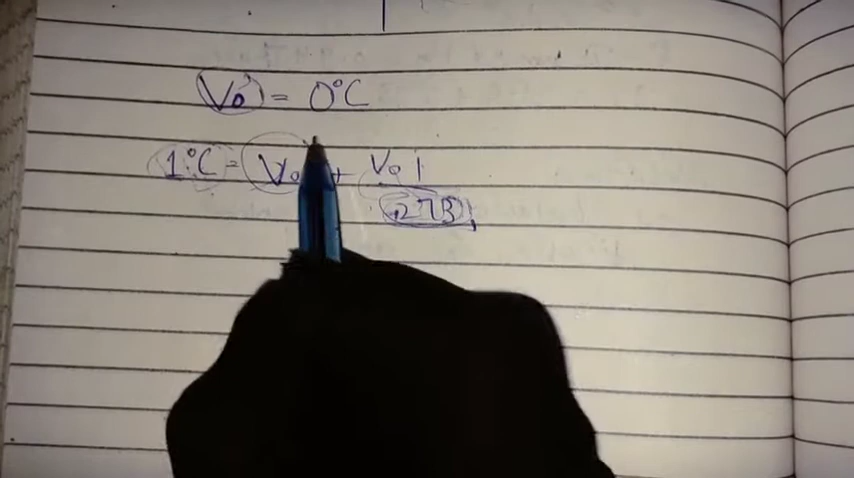 V₀ = 0°C
1°C = V₀ + V₀ 1
273